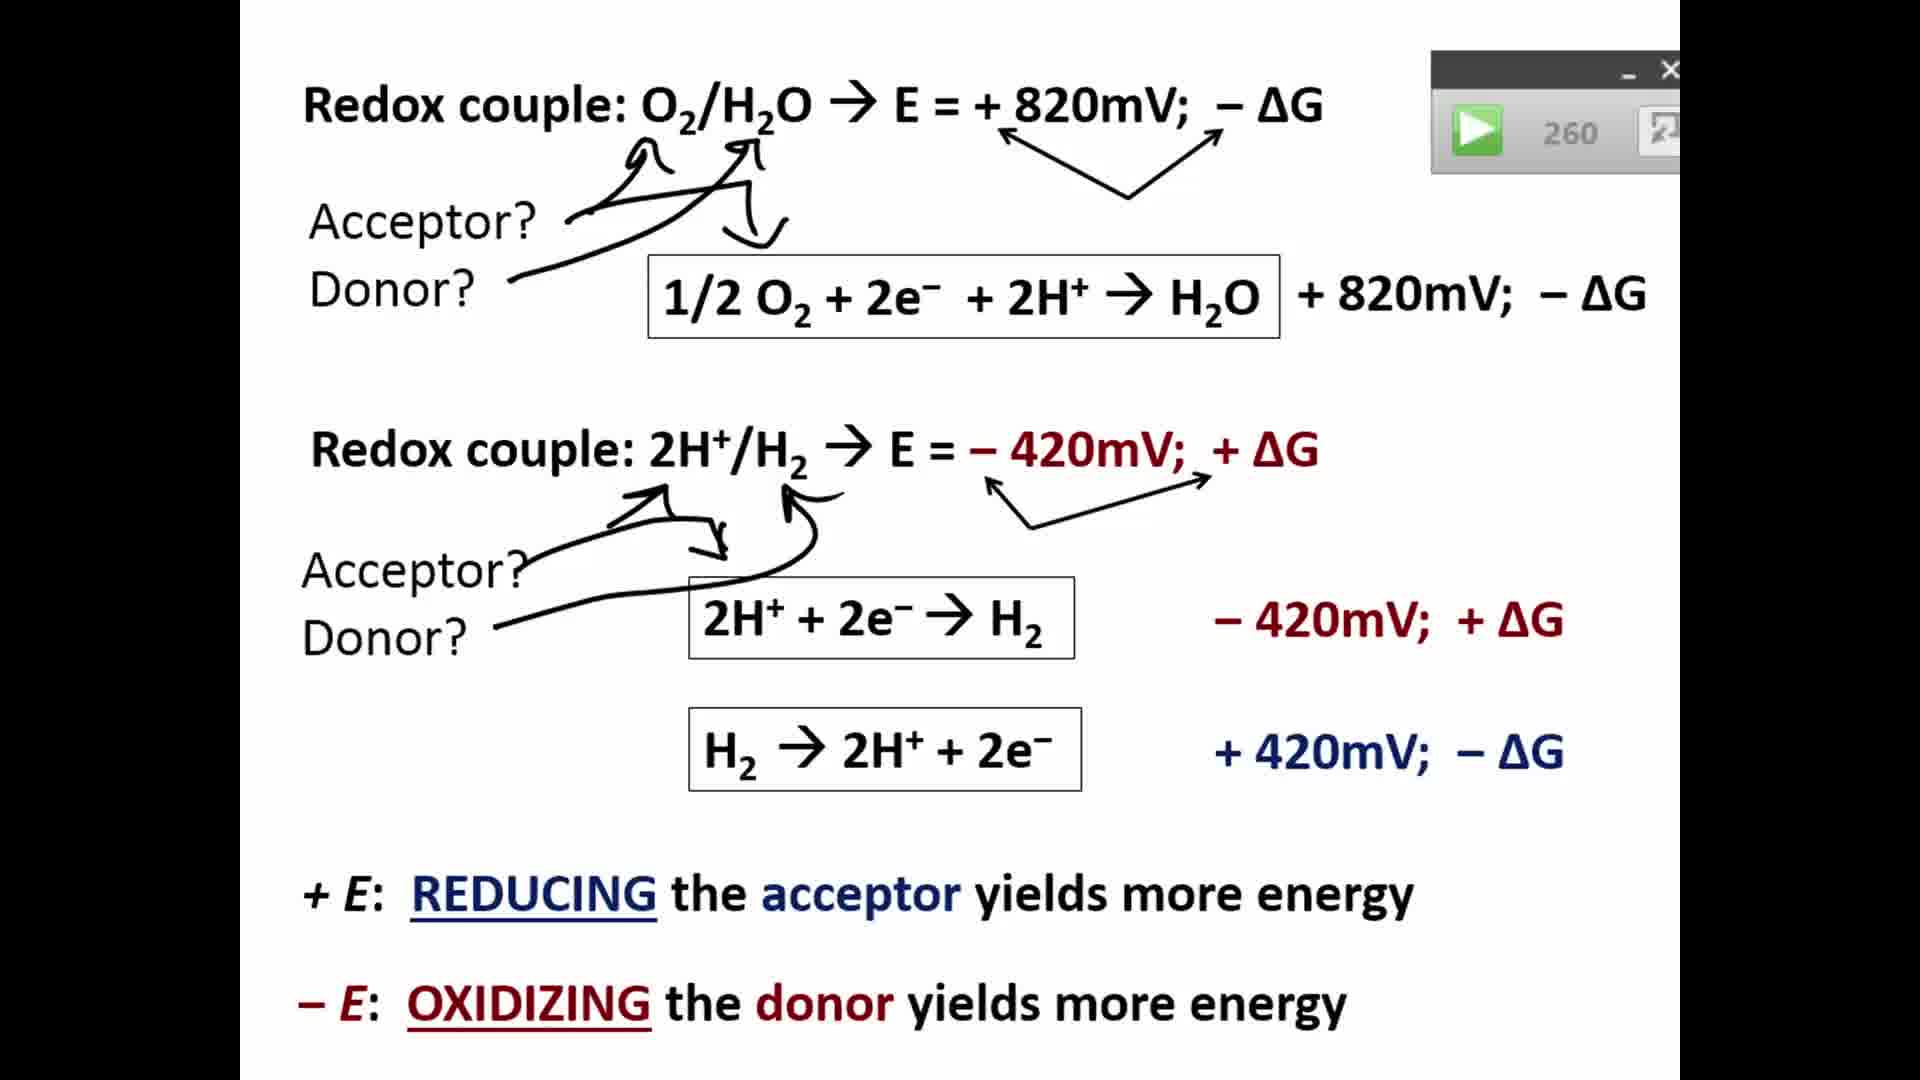 Redox couple: O₂/H₂O → E = + 820mV; – ΔG
260
Acceptor?
Donor?
1/2 O₂ + 2e⁻ + 2H⁺ → H₂O + 820mV; – ΔG
Redox couple: 2H⁺/H₂ → E = – 420mV; + ΔG
Acceptor?
Donor?
2H⁺ + 2e⁻ → H₂ – 420mV; + ΔG
H₂ → 2H⁺ + 2e⁻ + 420mV; – ΔG
+ E: REDUCING the acceptor yields more energy
– E: OXIDIZING the donor yields more energy